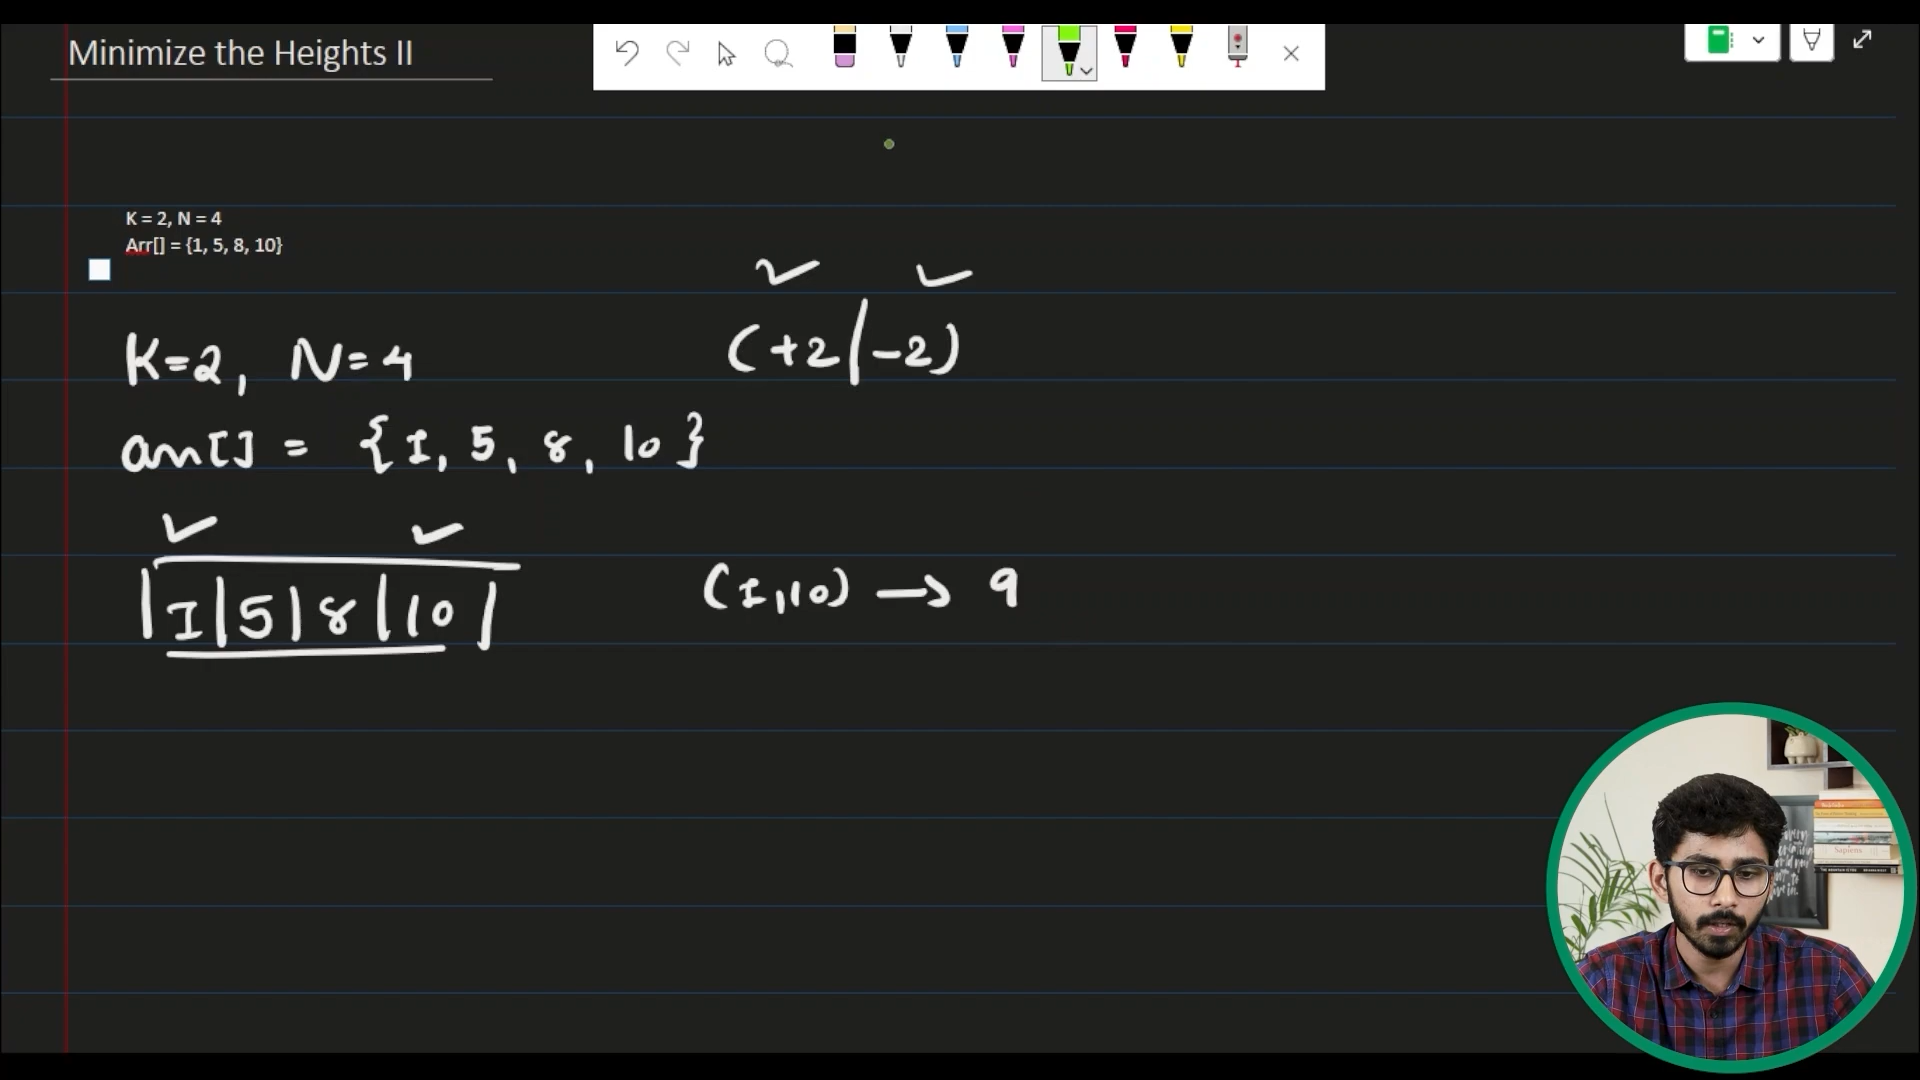 Minimize the Heights II
K = 2, N = 4
Arr[] = {1, 5, 8, 10}
(+2/-2)
K=2, N=4
arr[] = {1, 5, 8, 10}
|1|5|8|10|
(1,10) → 9
Sapiens